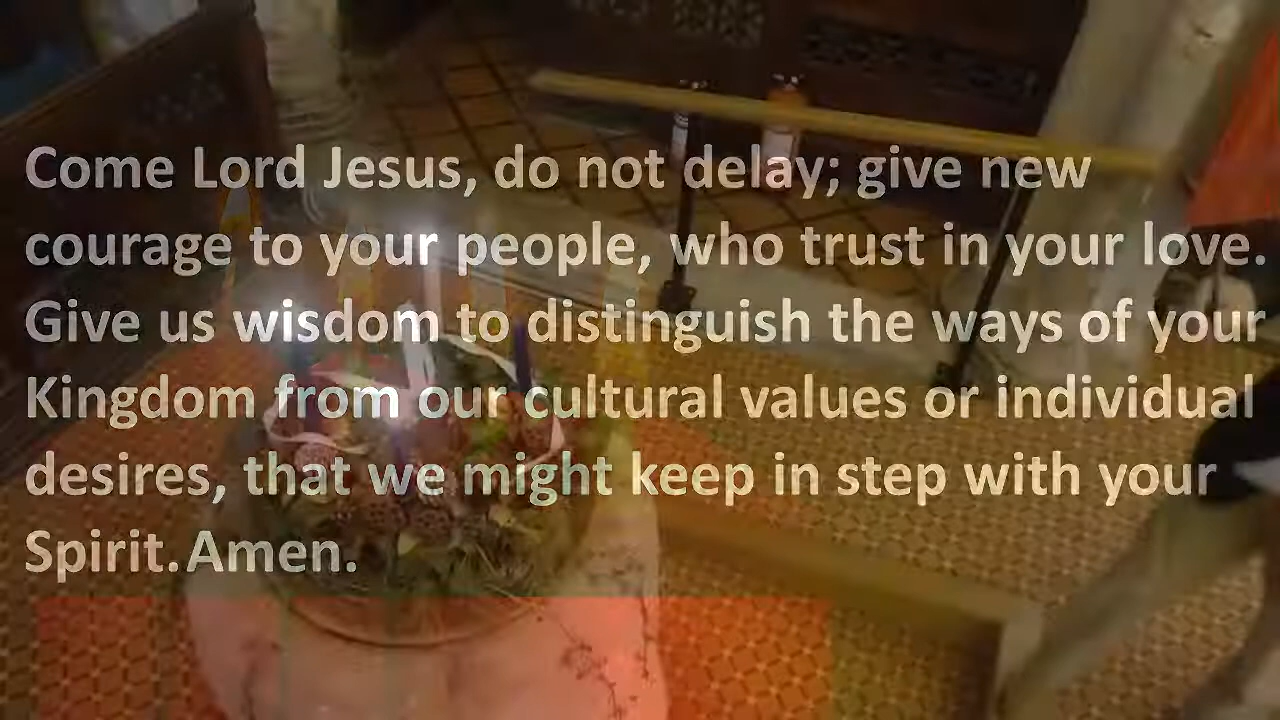 Come Lord Jesus, do not delay; give new
courage to your people, who trust in your love.
Give us wisdom to distinguish the ways of your
Kingdom from our cultural values or individual
desires, that we might keep in step with your
Spirit. Amen.